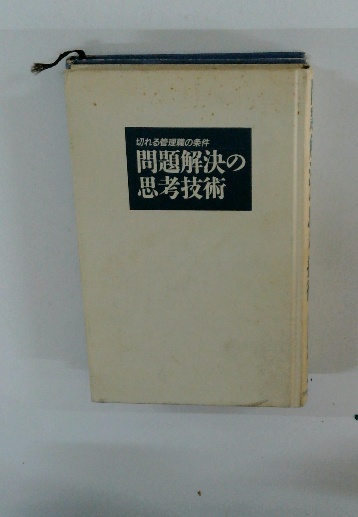 切れる管理職の条件
問題解決の
思考技術